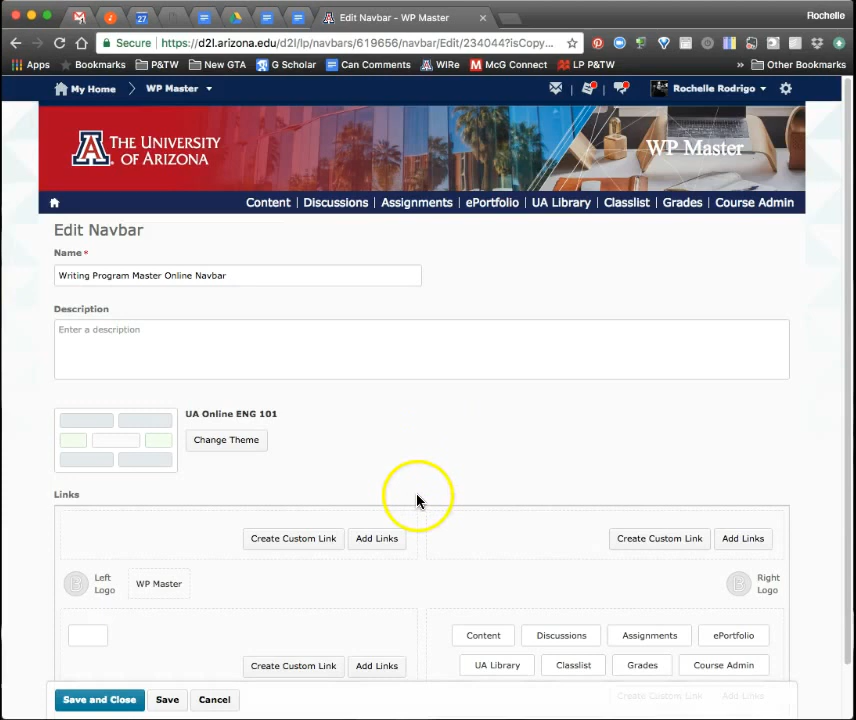 27
Edit Navbar - WP Master
Rochelle
Secure https://d2l.arizona.edu/d2l/lp/navbars/619656/navbar/Edit/234044?isCopy...
Apps Bookmarks P&TW New GTA G Scholar Can Comments WIRe McG Connect LP P&TW » Other Bookmarks
My Home WP Master Rochelle Rodrigo
THE UNIVERSITY
OF ARIZONA
WP Master
Content Discussions Assignments ePortfolio UA Library Classlist Grades Course Admin
Edit Navbar
Name*
Writing Program Master Online Navbar
Description
Enter a description
UA Online ENG 101
Change Theme
Links
Create Custom Link Add Links Create Custom Link Add Links
Left
Logo
WP Master
Right
Logo
Content Discussions Assignments ePortfolio
Create Custom Link Add Links UA Library Classlist Grades Course Admin
Create Custom Link Add Links
Save and Close Save Cancel